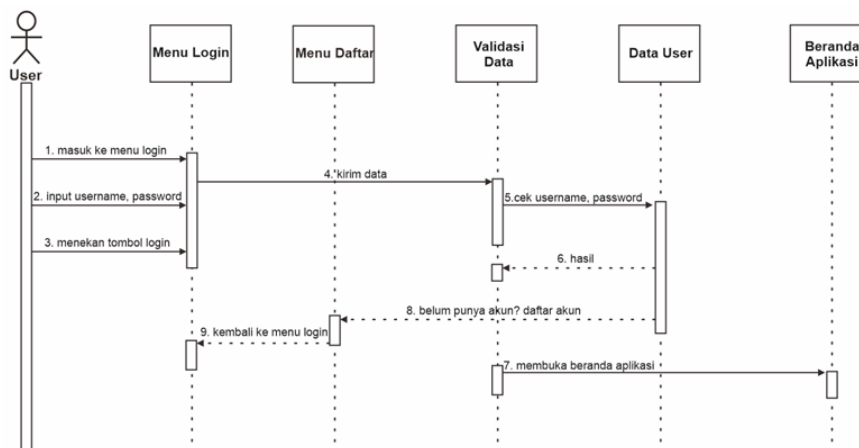 User
Menu Login
Menu Daftar
Validasi
Data
Data User
Beranda
Aplikasi
1. masuk ke menu login
4. kirim data
2. input username, password
5.cek username, password
3. menekan tombol login
6. hasil
8. belum punya akun? daftar akun
9. kembali ke menu login
7. membuka beranda aplikasi